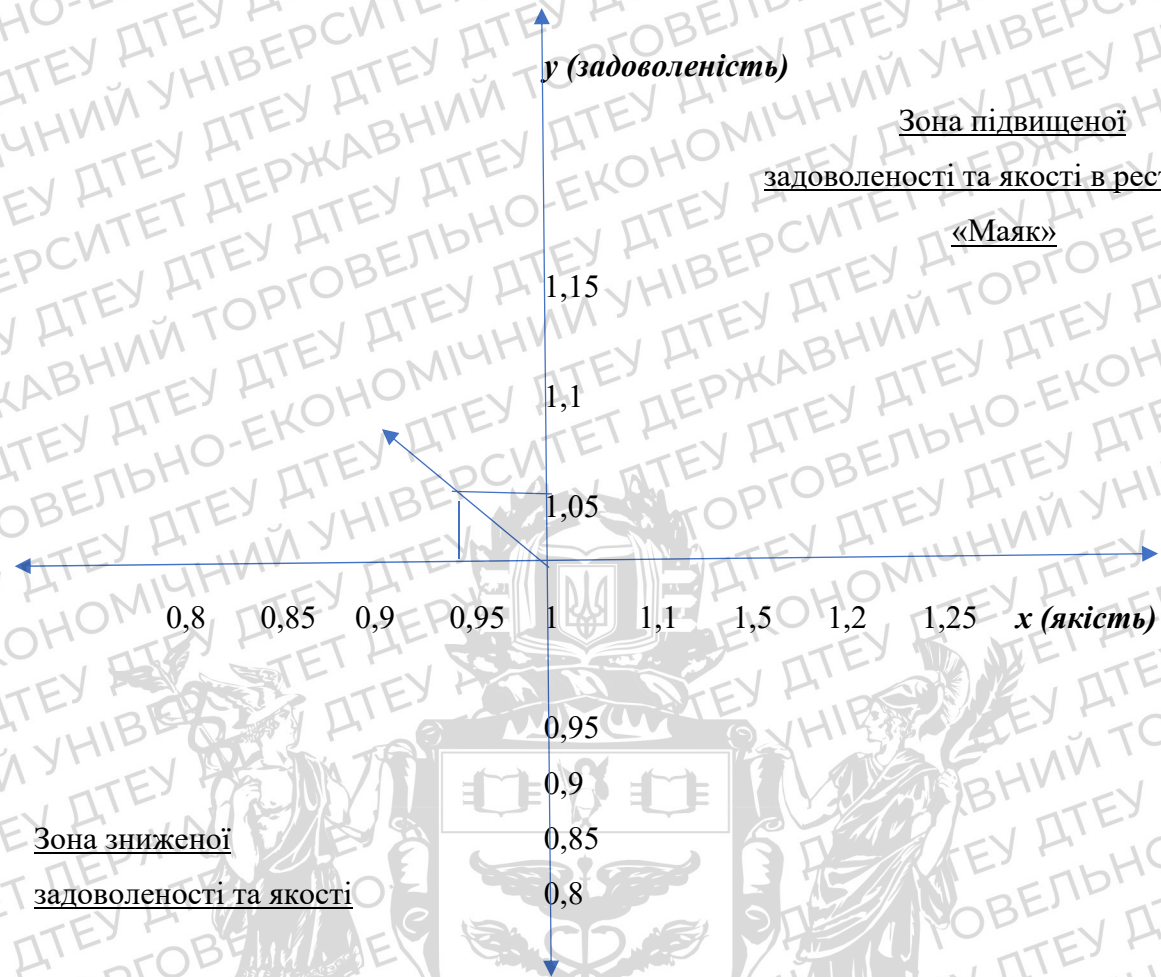 y (задоволеність)
Зона підвищеної
задоволеності та якості в рест
«Маяк»
1,15
1,1
1,05
0,8 0,85 0,9 0,95 1 1,1 1,5 1,2 1,25 x (якість)
0,95
0,9
0,85
0,8
Зона зниженої
задоволеності та якості